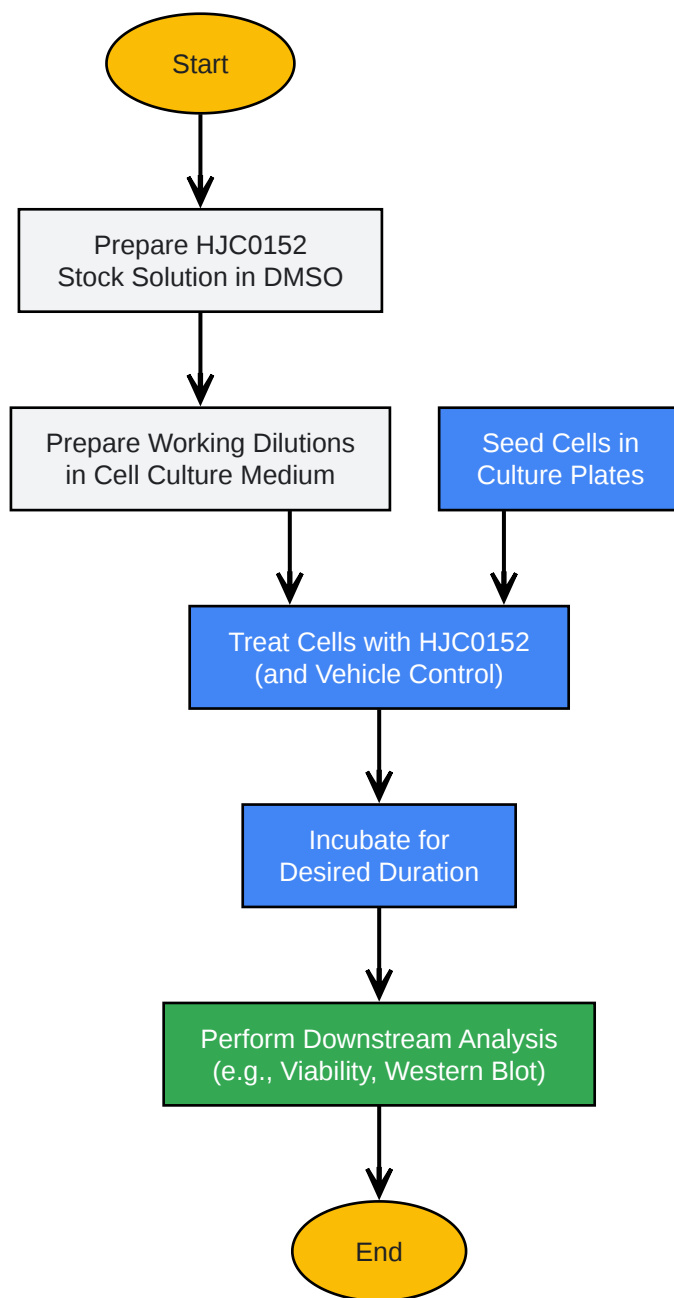 Start
Prepare HJC0152
Stock Solution in DMSO
Prepare Working Dilutions
in Cell Culture Medium
Seed Cells in
Culture Plates
Treat Cells with HJC0152
(and Vehicle Control)
Incubate for
Desired Duration
Perform Downstream Analysis
(e.g., Viability, Western Blot)
End